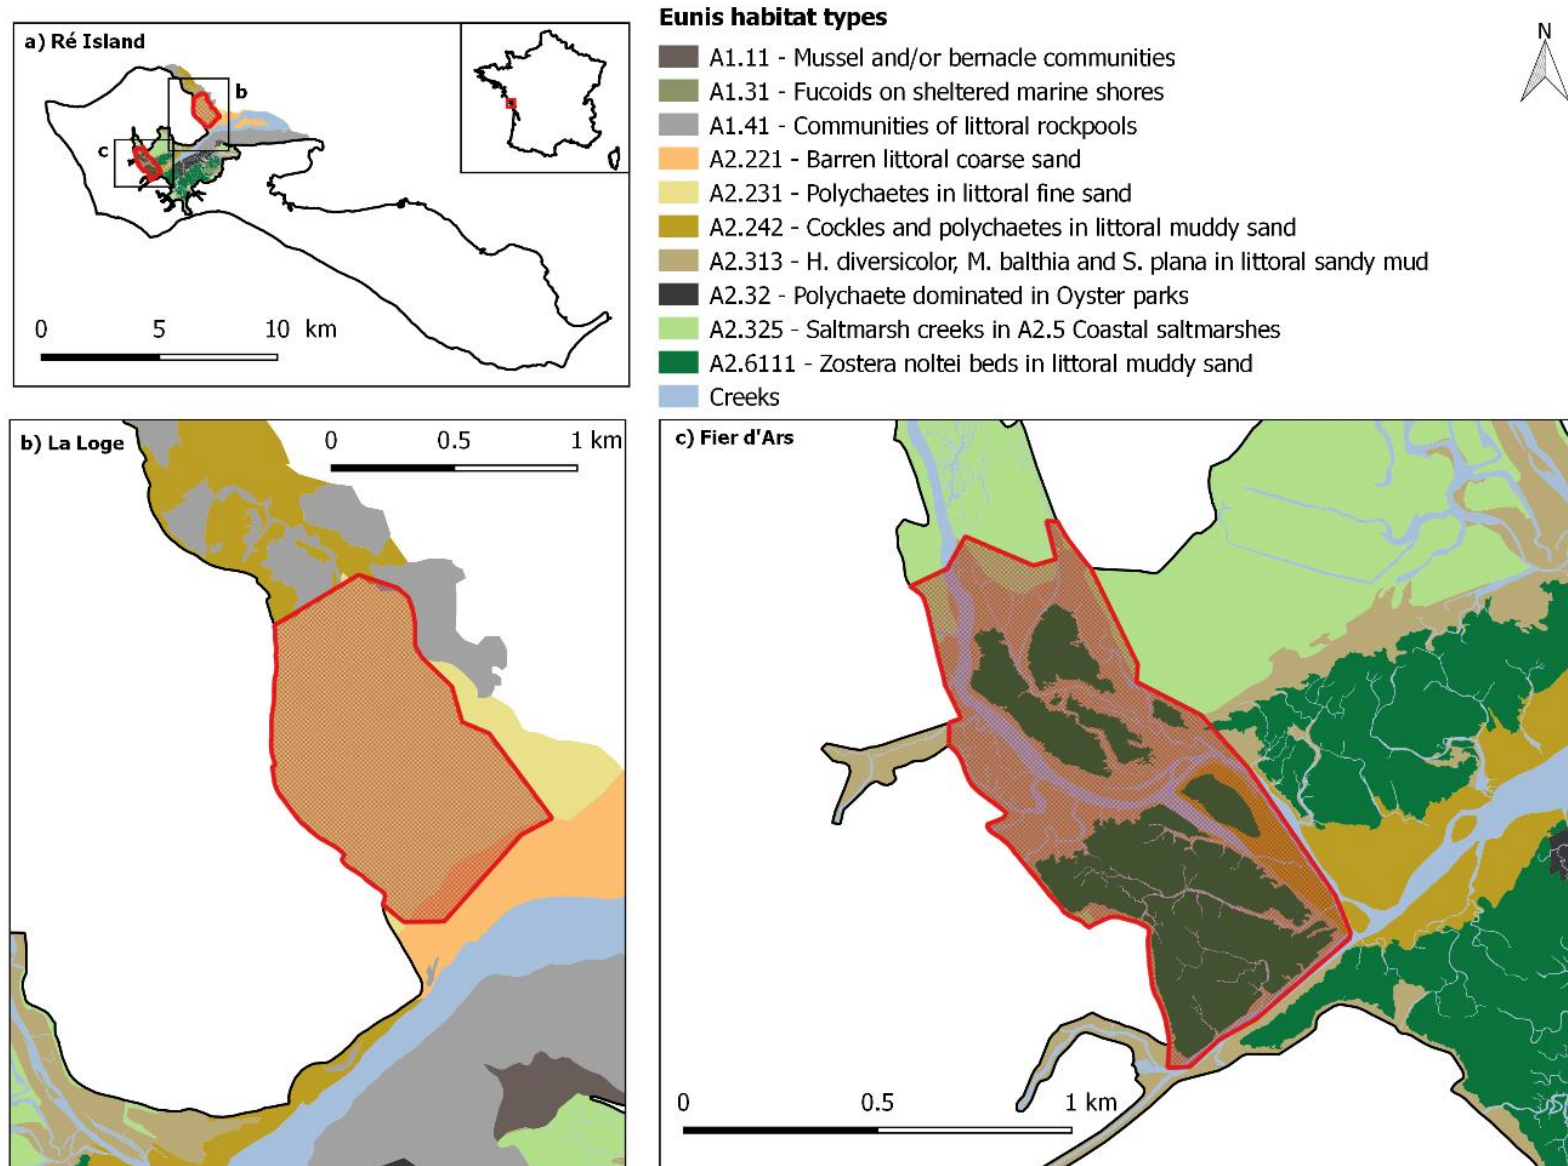 a) Ré Island
b
c
0 5 10 km
Eunis habitat types
A1.11 - Mussel and/or bernacle communities
A1.31 - Fucoids on sheltered marine shores
A1.41 - Communities of littoral rockpools
A2.221 - Barren littoral coarse sand
A2.231 - Polychaetes in littoral fine sand
A2.242 - Cockles and polychaetes in littoral muddy sand
A2.313 - H. diversicolor, M. balthia and S. plana in littoral sandy mud
A2.32 - Polychaete dominated in Oyster parks
A2.325 - Saltmarsh creeks in A2.5 Coastal saltmarshes
A2.6111 - Zostera noltei beds in littoral muddy sand
Creeks
N
b) La Loge
0 0.5 1 km
c) Fier d'Ars
0 0.5 1 km